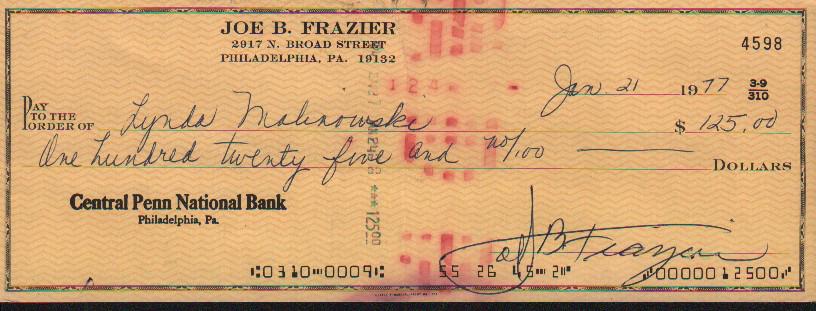 JOE B. FRAZIER
2917 N. BROAD STREET
PHILADELPHIA, PA. 19132
4598
Jan 21 1977
3-9
310
PAY TO THE ORDER OF Lynda Malinowski $ 125.00
One hundred twenty five and no/00 DOLLARS
Central Penn National Bank
Philadelphia, Pa.
Joe B. Frazier
⑆0310⑉0009⑆ 55 26 45⑉2⑈ ⑇0000012500⑇